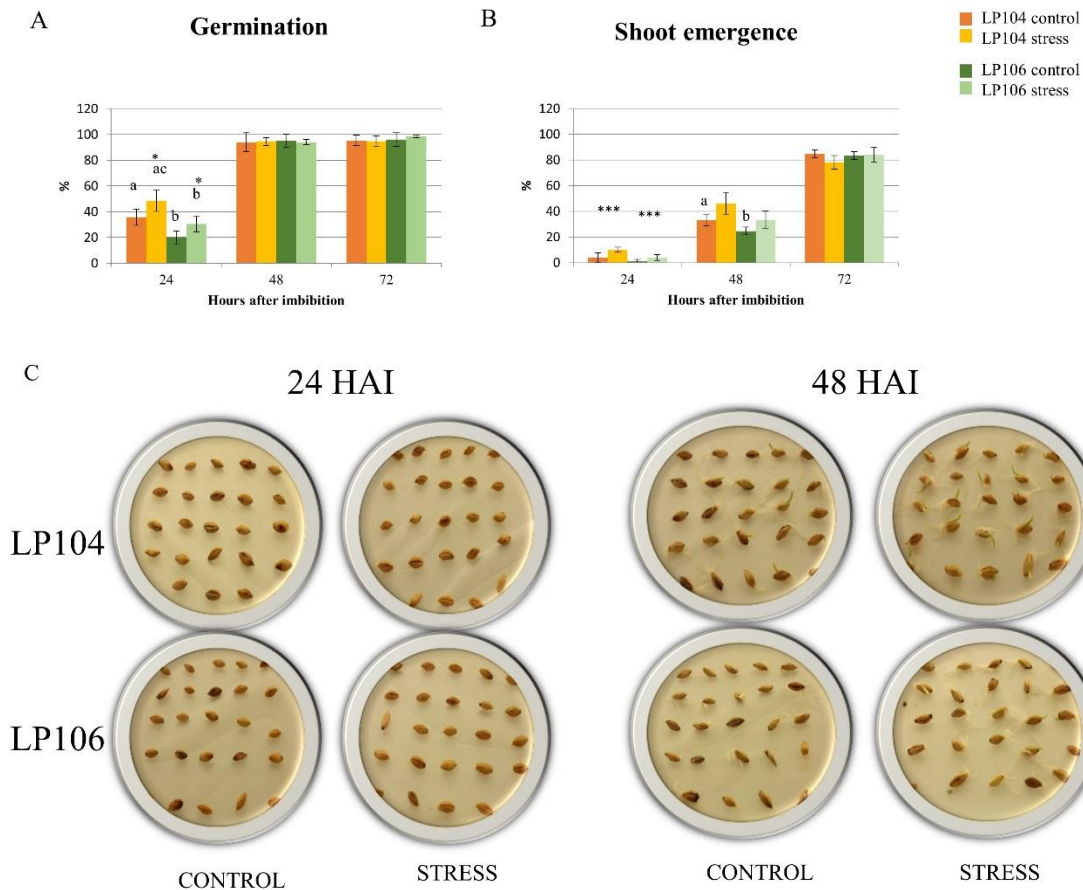 A
Germination
120
100
80
60
40
20
0
%
a
*
ac
b
*
b
24
48
72
Hours after imbibition
B
Shoot emergence
120
100
80
60
40
20
0
%
***
***
a
b
24
48
72
Hours after imbibition
LP104 control
LP104 stress
LP106 control
LP106 stress
C
24 HAI
48 HAI
LP104
LP106
CONTROL
STRESS
CONTROL
STRESS